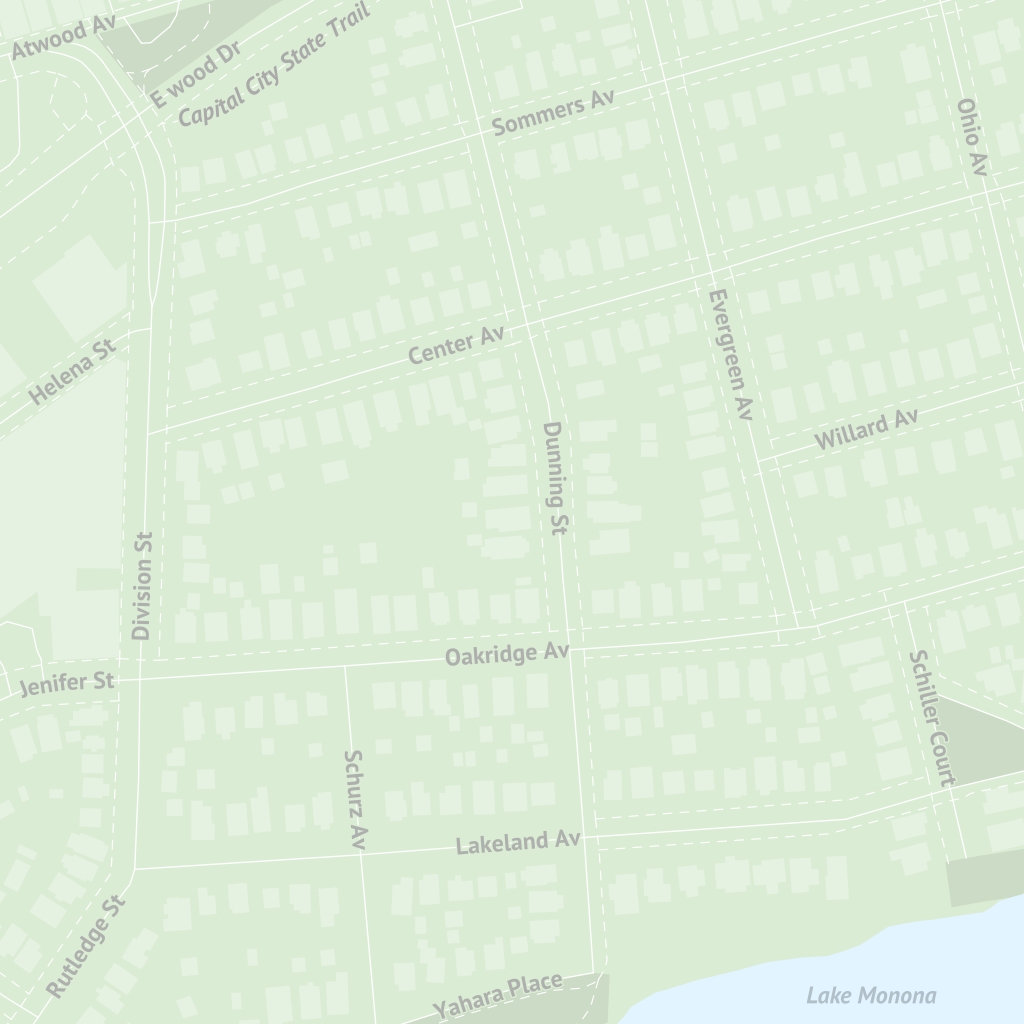 Atwood Av
E wood Dr
Capital City State Trail
Sommers Av
Ohio Av
Helena St
Center Av
Evergreen Av
Willard Av
Dunning St
Division St
Oakridge Av
Jenifer St
Schiller Court
Schurz Av
Lakeland Av
Rutledge St
Yahara Place
Lake Monona